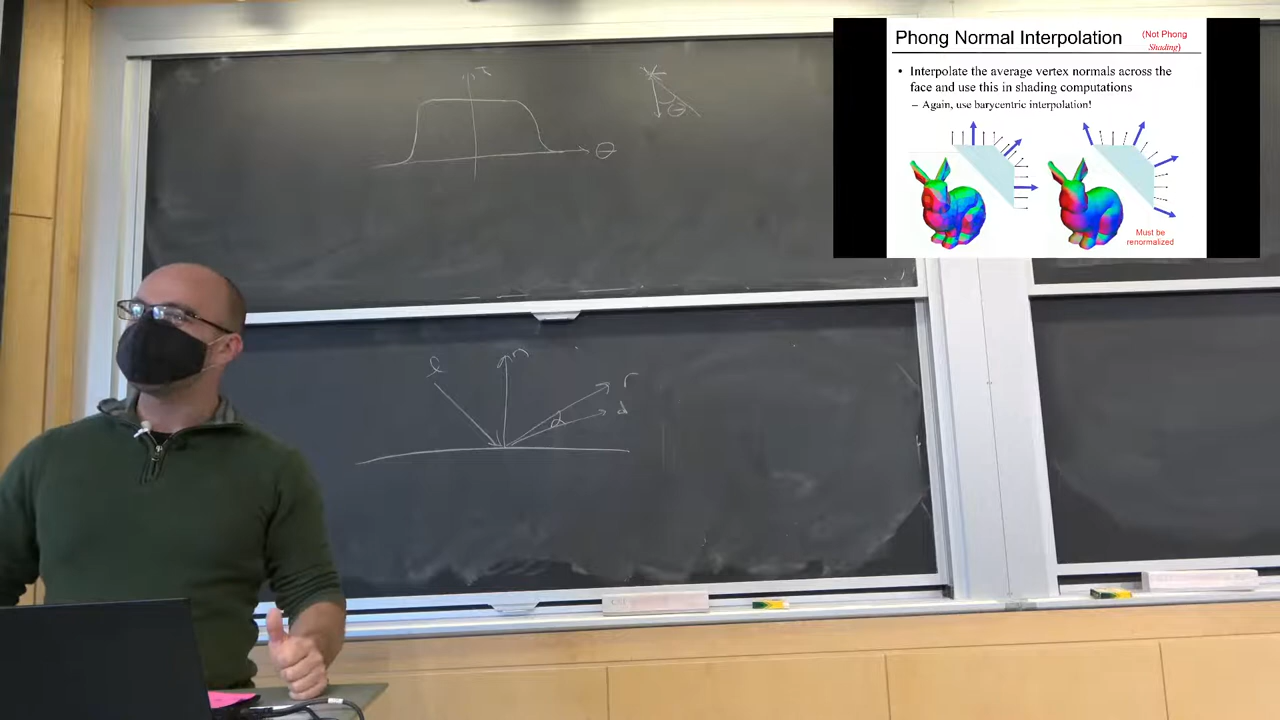 Phong Normal Interpolation
(Not Phong
Shading)
• Interpolate the average vertex normals across the
face and use this in shading computations
– Again, use barycentric interpolation!
Must be
renormalized
I
θ
θ
l
n
r
α
d